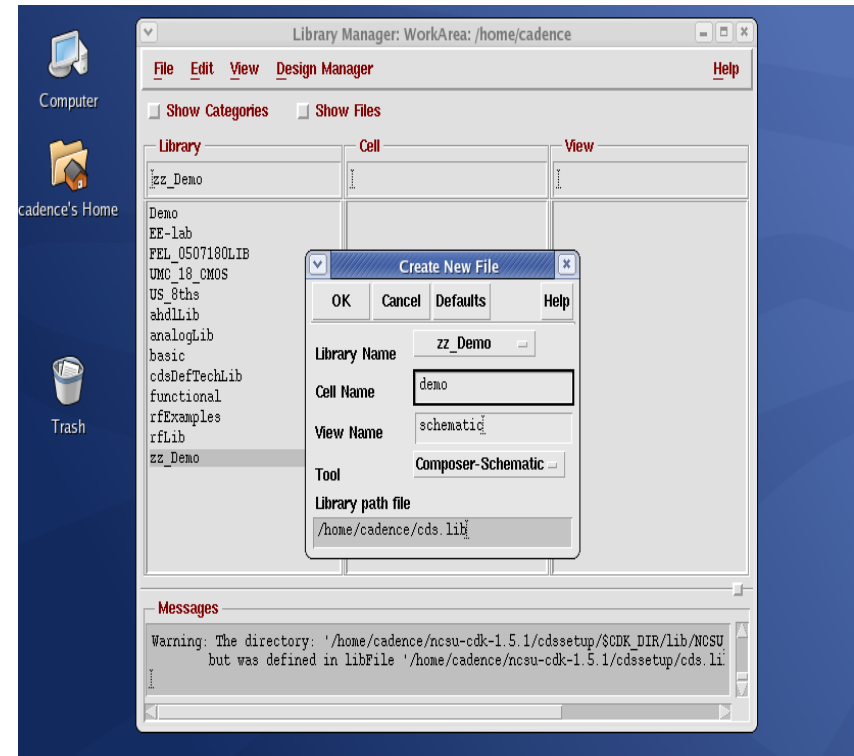 Library Manager: WorkArea: /home/cadence
File Edit View Design Manager Help
Computer
Show Categories Show Files
Library Cell View
zz_Demo
cadence's Home
Demo
EE-lab
FEL_0507180LIB
UMC_18_CMOS
US_8ths
ahdlLib
analogLib
basic
cdsDefTechLib
functional
rfExamples
rfLib
zz_Demo
Trash
Create New File
OK Cancel Defaults Help
Library Name zz_Demo
Cell Name demo
View Name schematic
Tool Composer-Schematic
Library path file
/home/cadence/cds.lib
Messages
Warning: The directory: '/home/cadence/ncsu-cdk-1.5.1/cdssetup/$CDK_DIR/lib/NCSU_
but was defined in libFile '/home/cadence/ncsu-cdk-1.5.1/cdssetup/cds.li